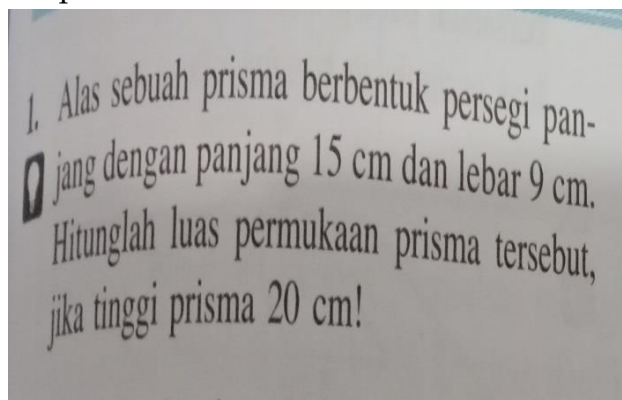 1. Alas sebuah prisma berbentuk persegi pan-
jang dengan panjang 15 cm dan lebar 9 cm.
Hitunglah luas permukaan prisma tersebut,
jika tinggi prisma 20 cm!